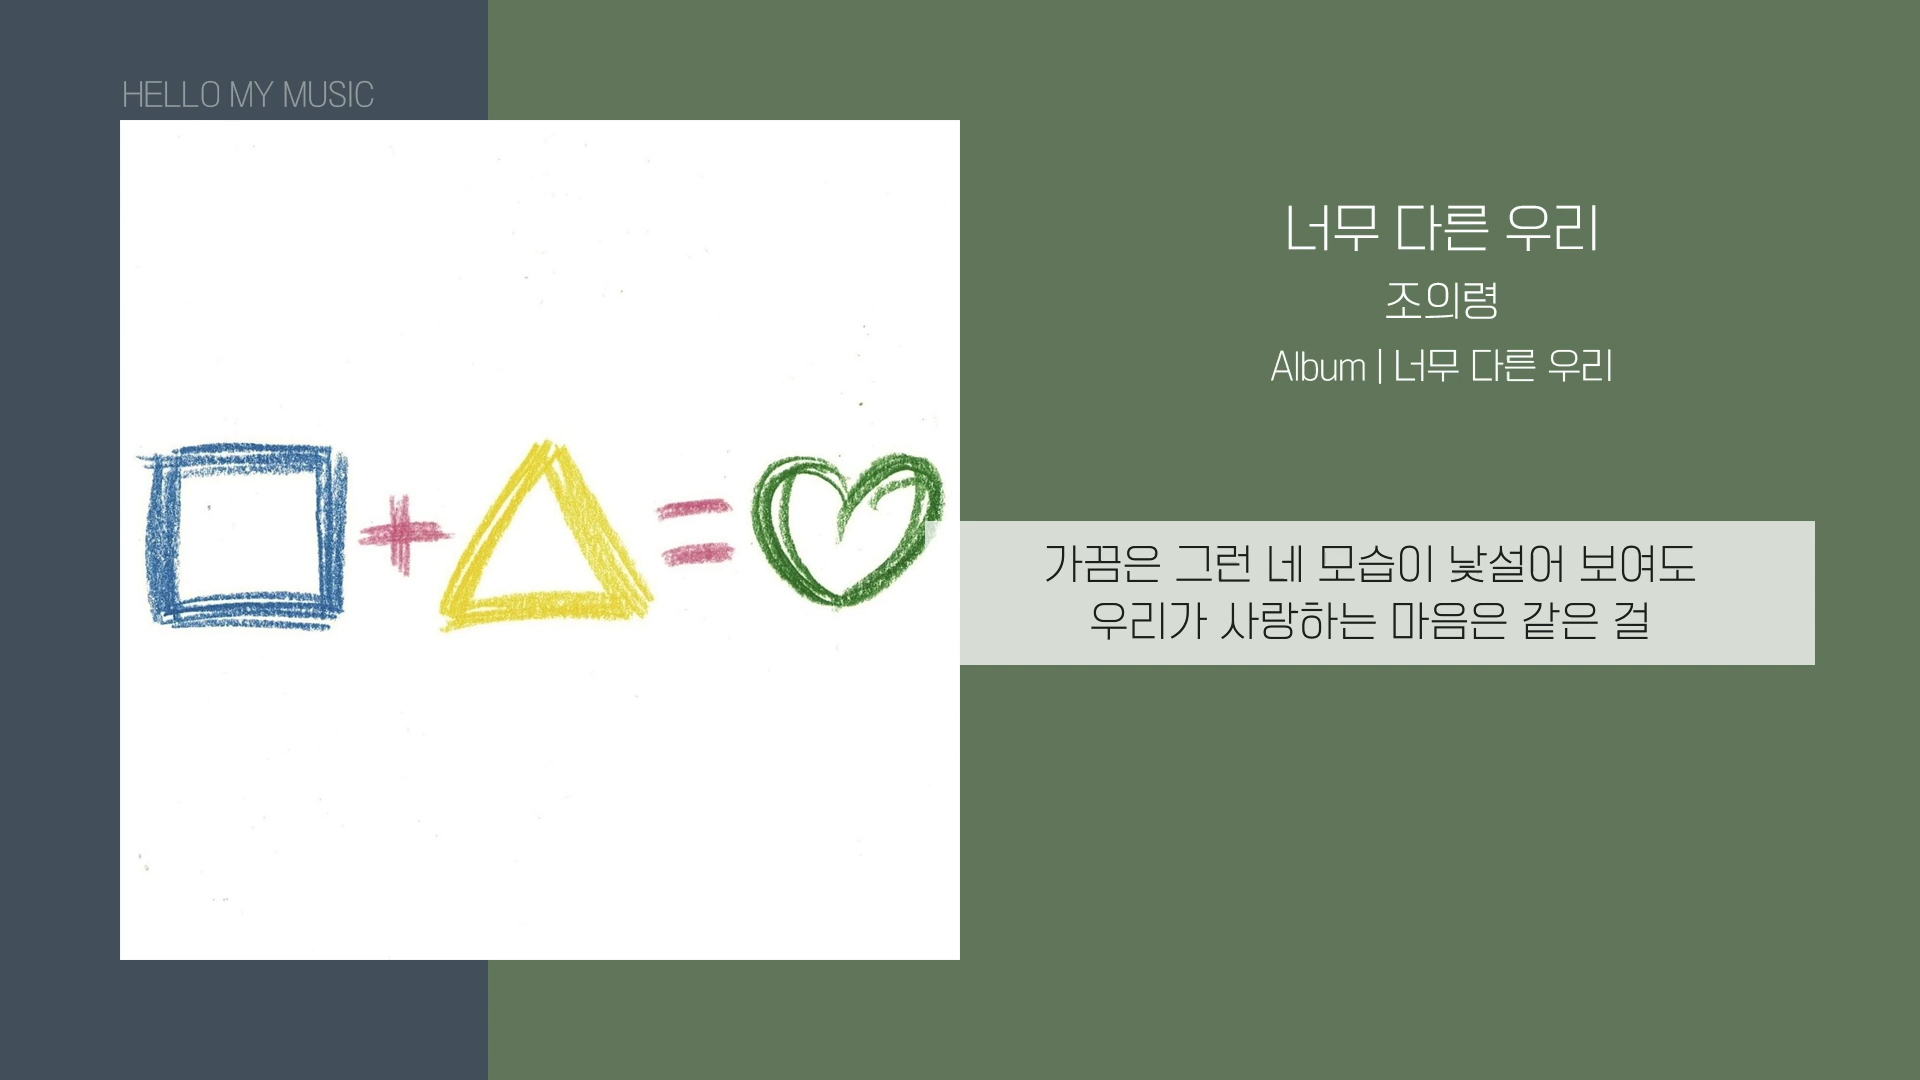 HELLO MY MUSIC
너무 다른 우리
조의령
Album | 너무 다른 우리
가끔은 그런 네 모습이 낯설어 보여도
우리가 사랑하는 마음은 같은 걸